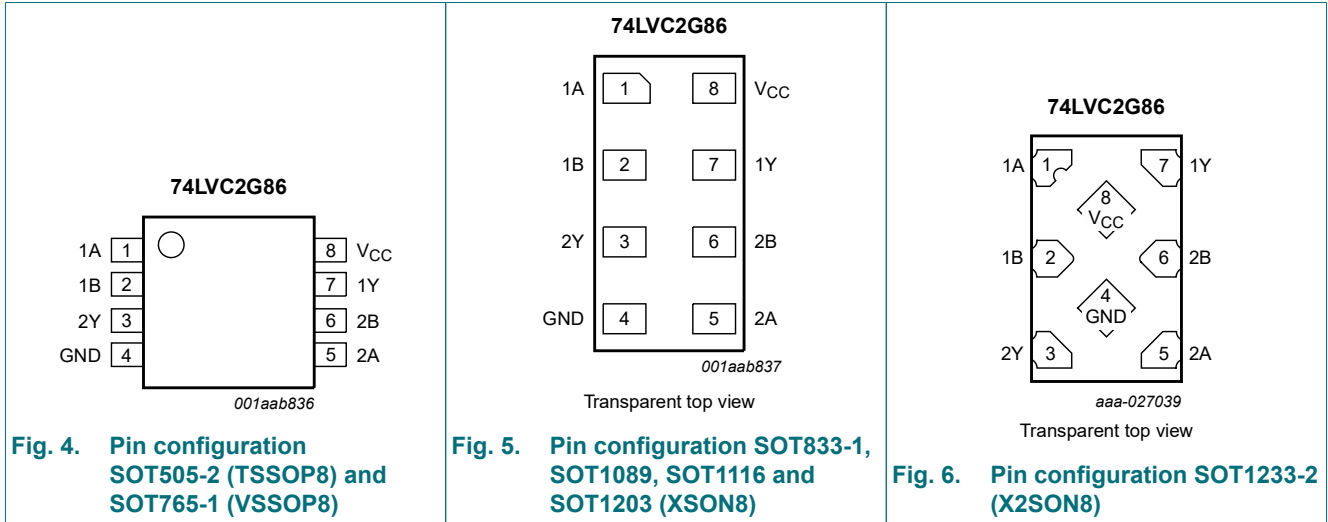 74LVC2G86
1A 1 8 VCC
1B 2 7 1Y
2Y 3 6 2B
GND 4 5 2A
001aab836
Fig. 4. Pin configuration
SOT505-2 (TSSOP8) and
SOT765-1 (VSSOP8)
74LVC2G86
1A 1 8 VCC
1B 2 7 1Y
2Y 3 6 2B
GND 4 5 2A
001aab837
Transparent top view
Fig. 5. Pin configuration SOT833-1,
SOT1089, SOT1116 and
SOT1203 (XSON8)
74LVC2G86
1A 1 7 1Y
8
VCC
1B 2 6 2B
4
GND
2Y 3 5 2A
aaa-027039
Transparent top view
Fig. 6. Pin configuration SOT1233-2
(X2SON8)